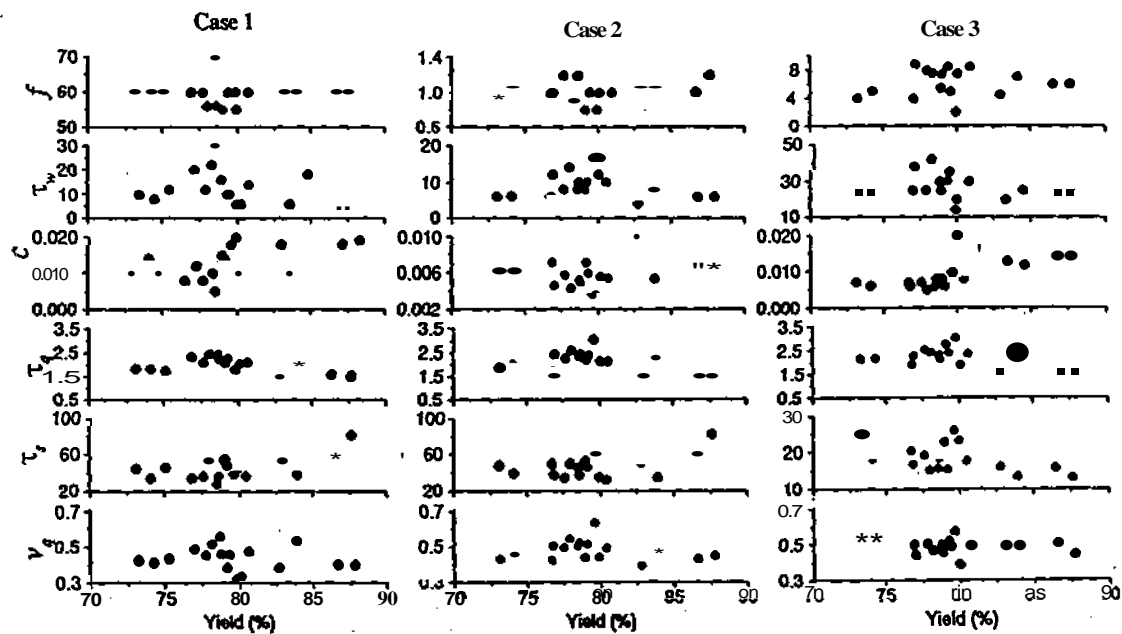 Case 1 Case 2 Case 3
f 70 60 50
1.4 1.0 0.5
8 4 0
τw 30 20 10 0
20 10 0
50 30 10
c 0.020 0.010 0.000
0.010 0.006 0.002
0.020 0.010 0.000
τq 3.5 2.5 1.5 0.5
3.5 2.5 1.5 0.5
3.5 2.5 1.5 0.5
τs 100 60 20
100 60 20
30 20 10
νq 0.7 0.5 0.3
0.7 0.5
0.7 0.5 0.3
70 75 80 85 90
70 75 80 85 90
70 75 80 as 90
Yield (%) Yield (%) Yield (%)